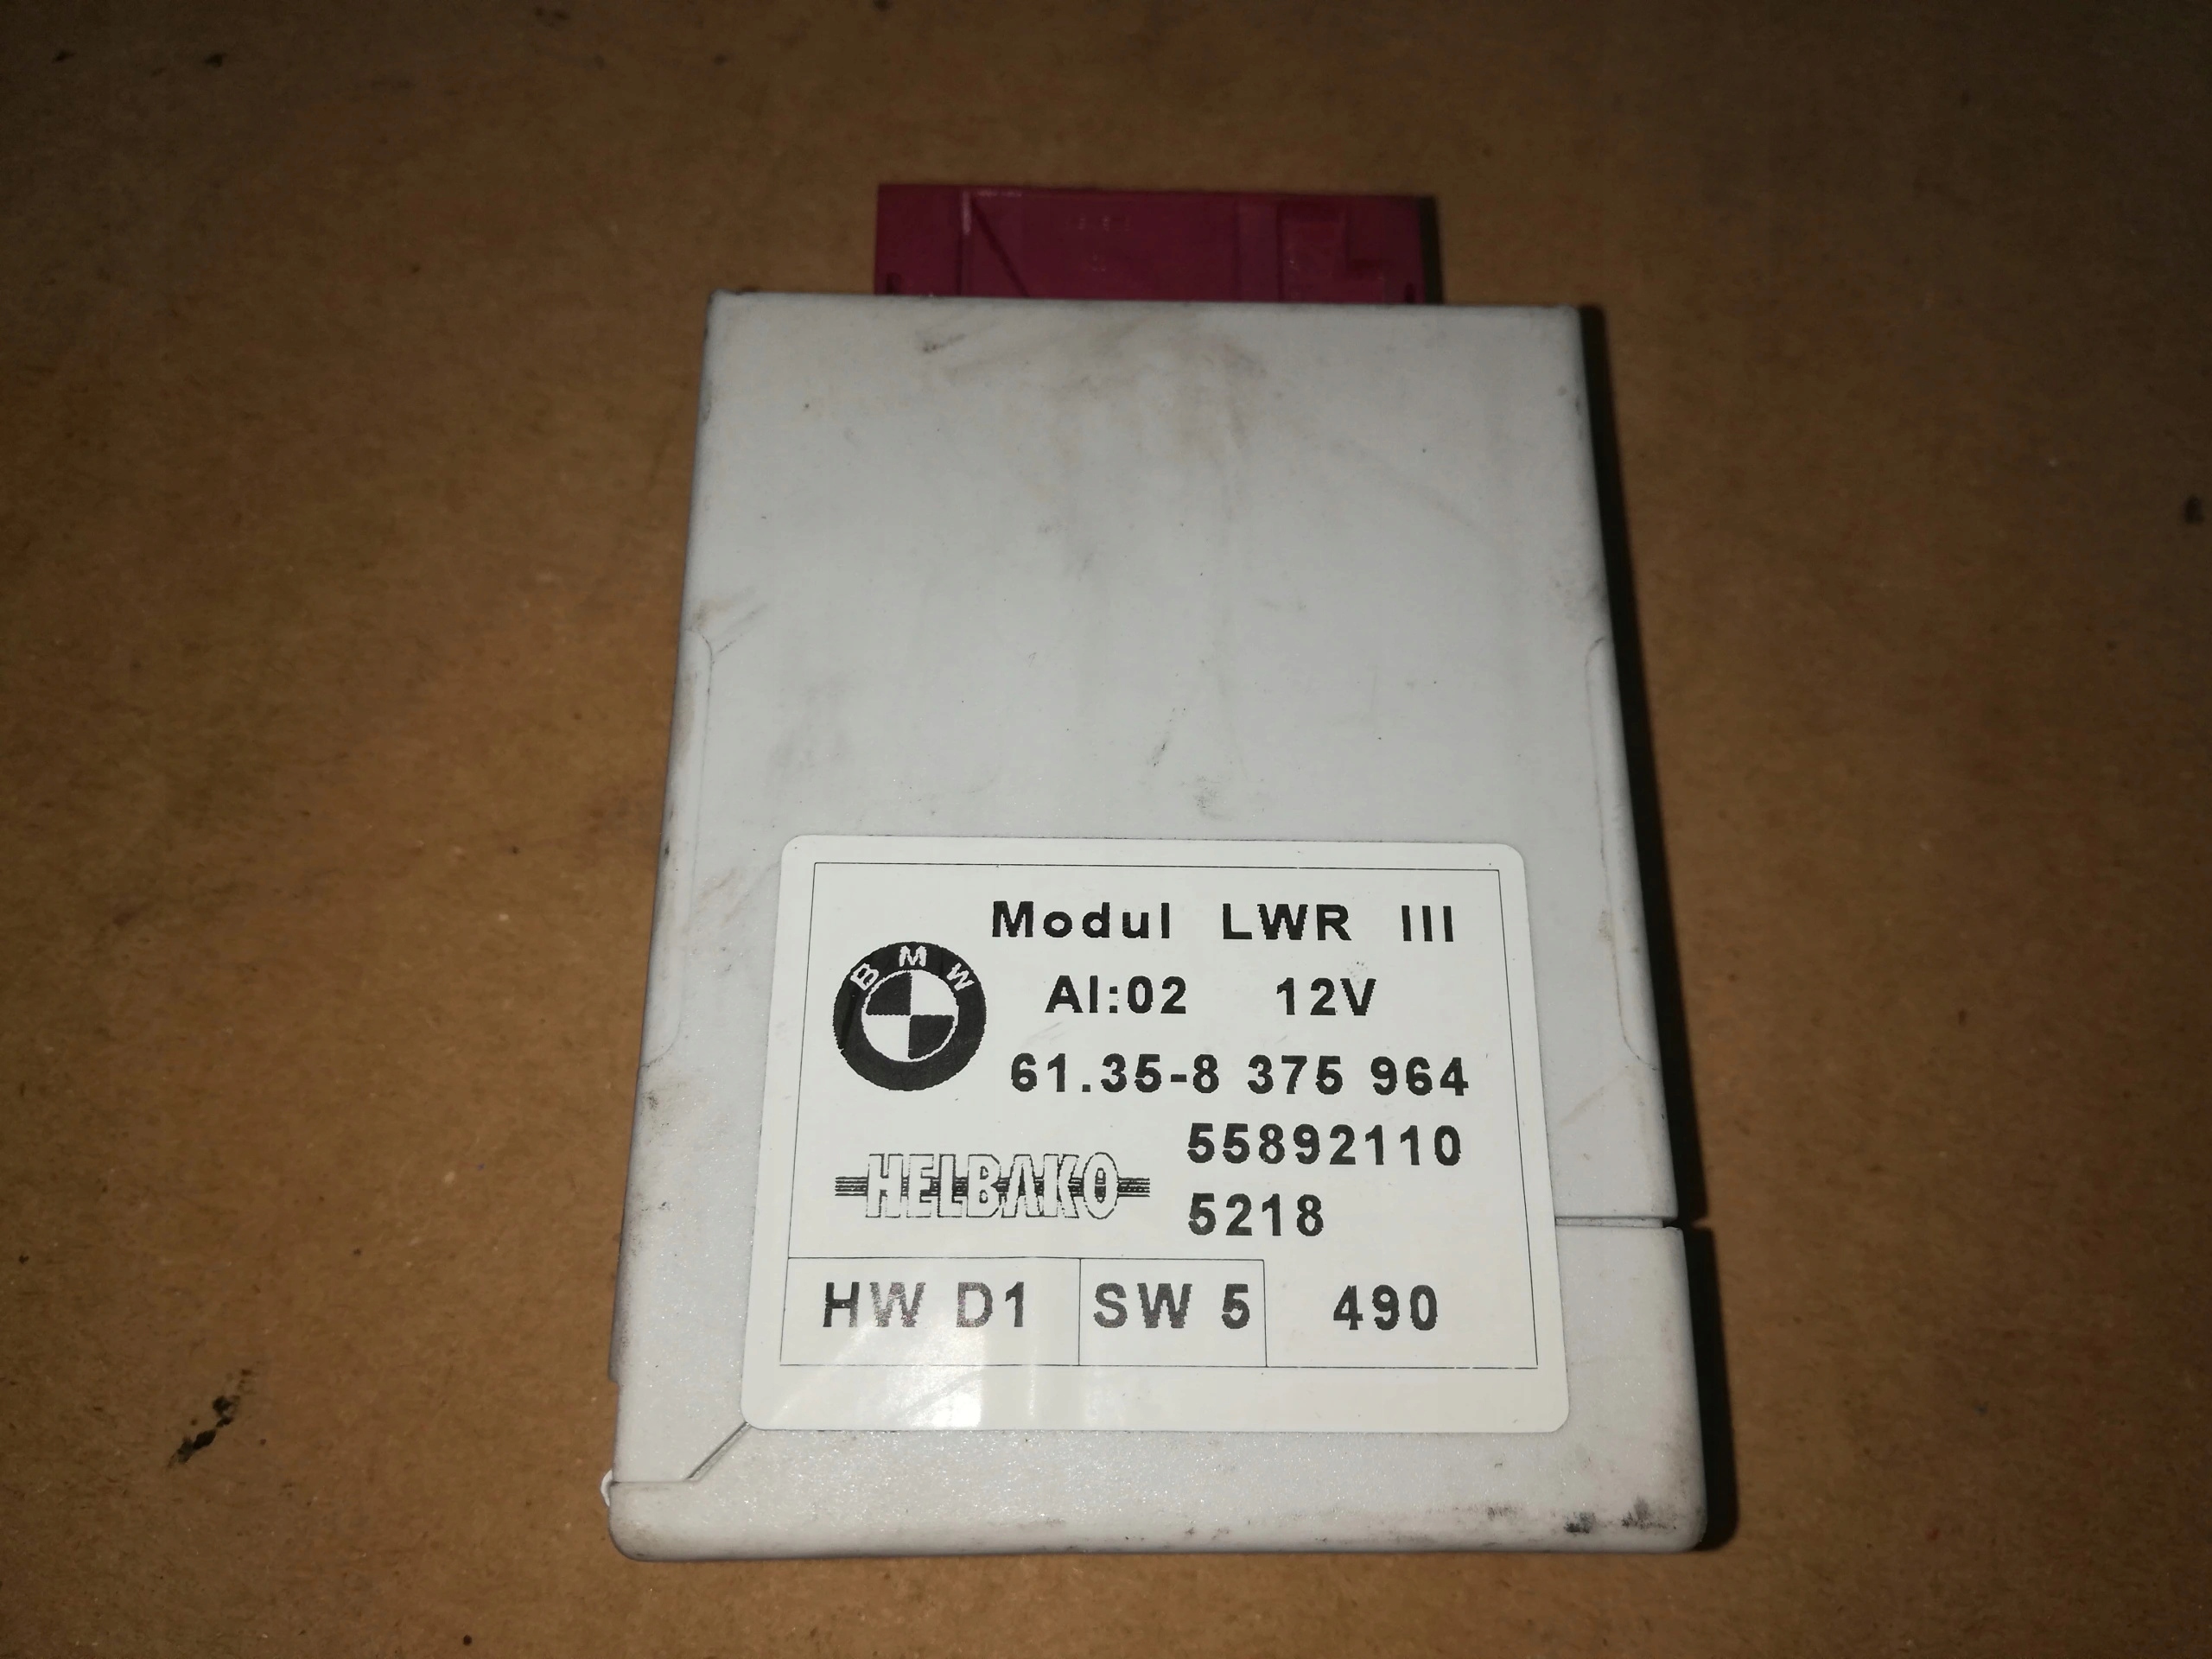 Modul LWR III
BMW
AI:02 12V
61.35-8 375 964
55892110
HELBAKO
5218
HW D1 SW 5 490